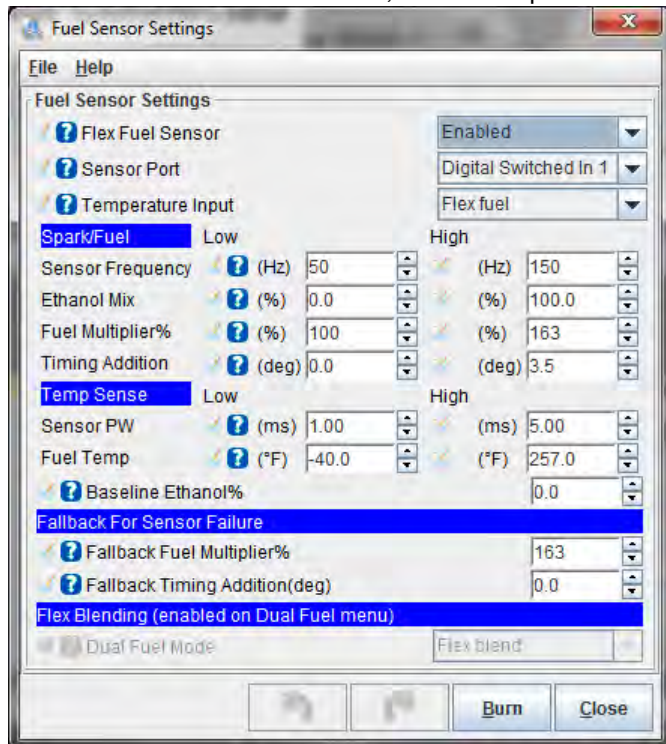 Fuel Sensor Settings
File Help
Fuel Sensor Settings
Flex Fuel Sensor Enabled
Sensor Port Digital Switched In 1
Temperature Input Flex fuel
Spark/Fuel Low High
Sensor Frequency (Hz) 50 (Hz) 150
Ethanol Mix (%) 0.0 (%) 100.0
Fuel Multiplier% (%) 100 (%) 163
Timing Addition (deg) 0.0 (deg) 3.5
Temp Sense Low High
Sensor PW (ms) 1.00 (ms) 5.00
Fuel Temp (°F) -40.0 (°F) 257.0
Baseline Ethanol% 0.0
Fallback For Sensor Failure
Fallback Fuel Multiplier% 163
Fallback Timing Addition(deg) 0.0
Flex Blending (enabled on Dual Fuel menu)
Dual Fuel Mode Flex blend
Burn Close